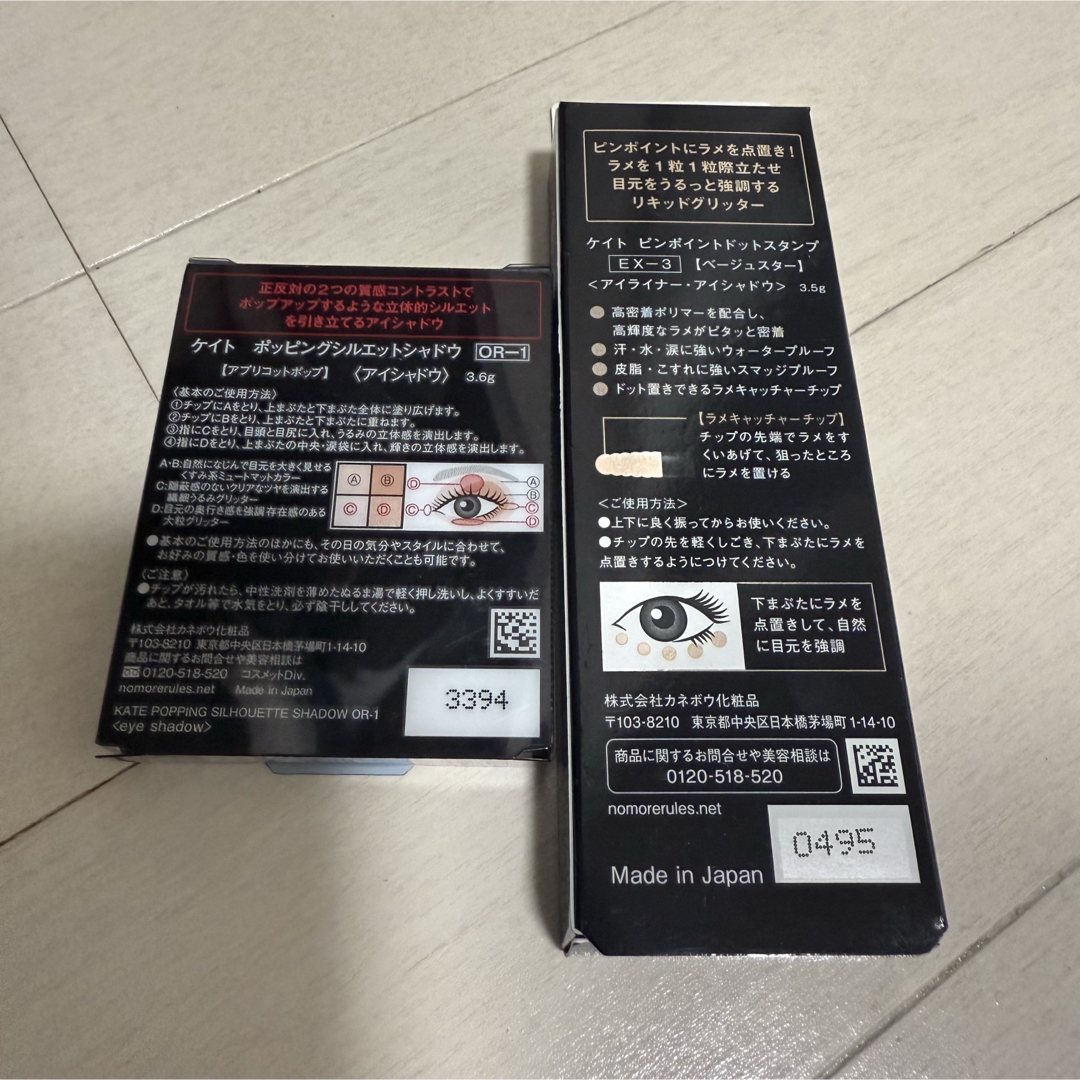 正反対の2つの質感コントラストで
ポップアップするような立体的シルエット
を引き立てるアイシャドウ
ケイト ポッピングシルエットシャドウ OR-1
【アプリコットポップ】 〈アイシャドウ〉 3.6g
〈基本のご使用方法〉
①チップにAをとり、上まぶたと下まぶた全体に塗り広げます。
②チップにBをとり、上まぶたと下まぶたに重ねます。
③指にCをとり、目頭と目尻に入れ、うるみの立体感を演出します。
④指にDをとり、上まぶたの中央・涙袋に入れ、輝きの立体感を演出します。
A・B:自然になじんで目元を大きく見せる
くすみ系ミュートマットカラー
C:隠蔽感のないクリアなツヤを演出する
繊細うるみグリッター
D:目元の奥行き感を強調 存在感のある
大粒グリッター
A B
C D
D A
B
C C
D
●基本のご使用方法のほかにも、その日の気分やスタイルに合わせて、
お好みの質感・色を使い分けてお使いいただくことも可能です。
〈ご注意〉
●チップが汚れたら、中性洗剤を薄めたぬるま湯で軽く押し洗いし、よくすすいだ
あと、タオル等で水気をとり、必ず陰干ししてください。
株式会社カネボウ化粧品
〒103-8210 東京都中央区日本橋茅場町1-14-10
商品に関するお問合せや美容相談は
0120-518-520 コスメットDiv.
nomorerules.net Made in Japan
KATE POPPING SILHOUETTE SHADOW OR-1
<eye shadow>
3394
ピンポイントにラメを点置き!
ラメを1粒1粒際立たせ
目元をうるっと強調する
リキッドグリッター
ケイト ピンポイントドットスタンプ
EX-3 【ベージュスター】
<アイライナー・アイシャドウ> 3.5g
高密着ポリマーを配合し、
高輝度なラメがピタッと密着
汗・水・涙に強いウォータープルーフ
皮脂・こすれに強いスマッジプルーフ
ドット置きできるラメキャッチャーチップ
【ラメキャッチャーチップ】
チップの先端でラメをす
くいあげて、狙ったところ
にラメを置ける
<ご使用方法>
●上下に良く振ってからお使いください。
●チップの先を軽くしごき、下まぶたにラメを
点置きするようにつけてください。
下まぶたにラメを
点置きして、自然
に目元を強調
株式会社カネボウ化粧品
〒103-8210 東京都中央区日本橋茅場町1-14-10
商品に関するお問合せや美容相談は
0120-518-520
nomorerules.net
0495
Made in Japan